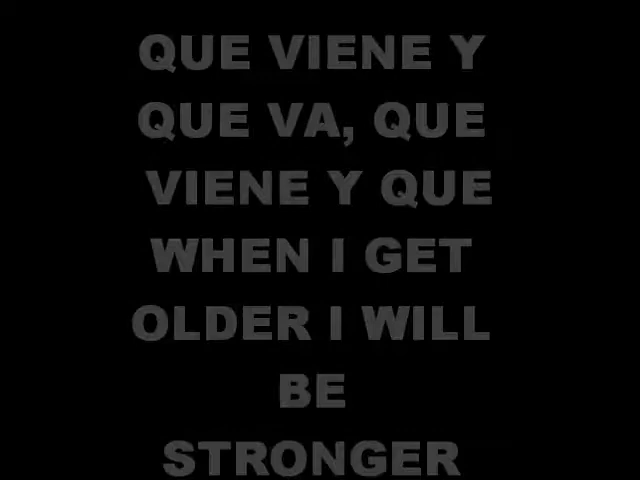 QUE VIENE Y
QUE VA, QUE
VIENE Y QUE
WHEN I GET
OLDER I WILL
BE
STRONGER